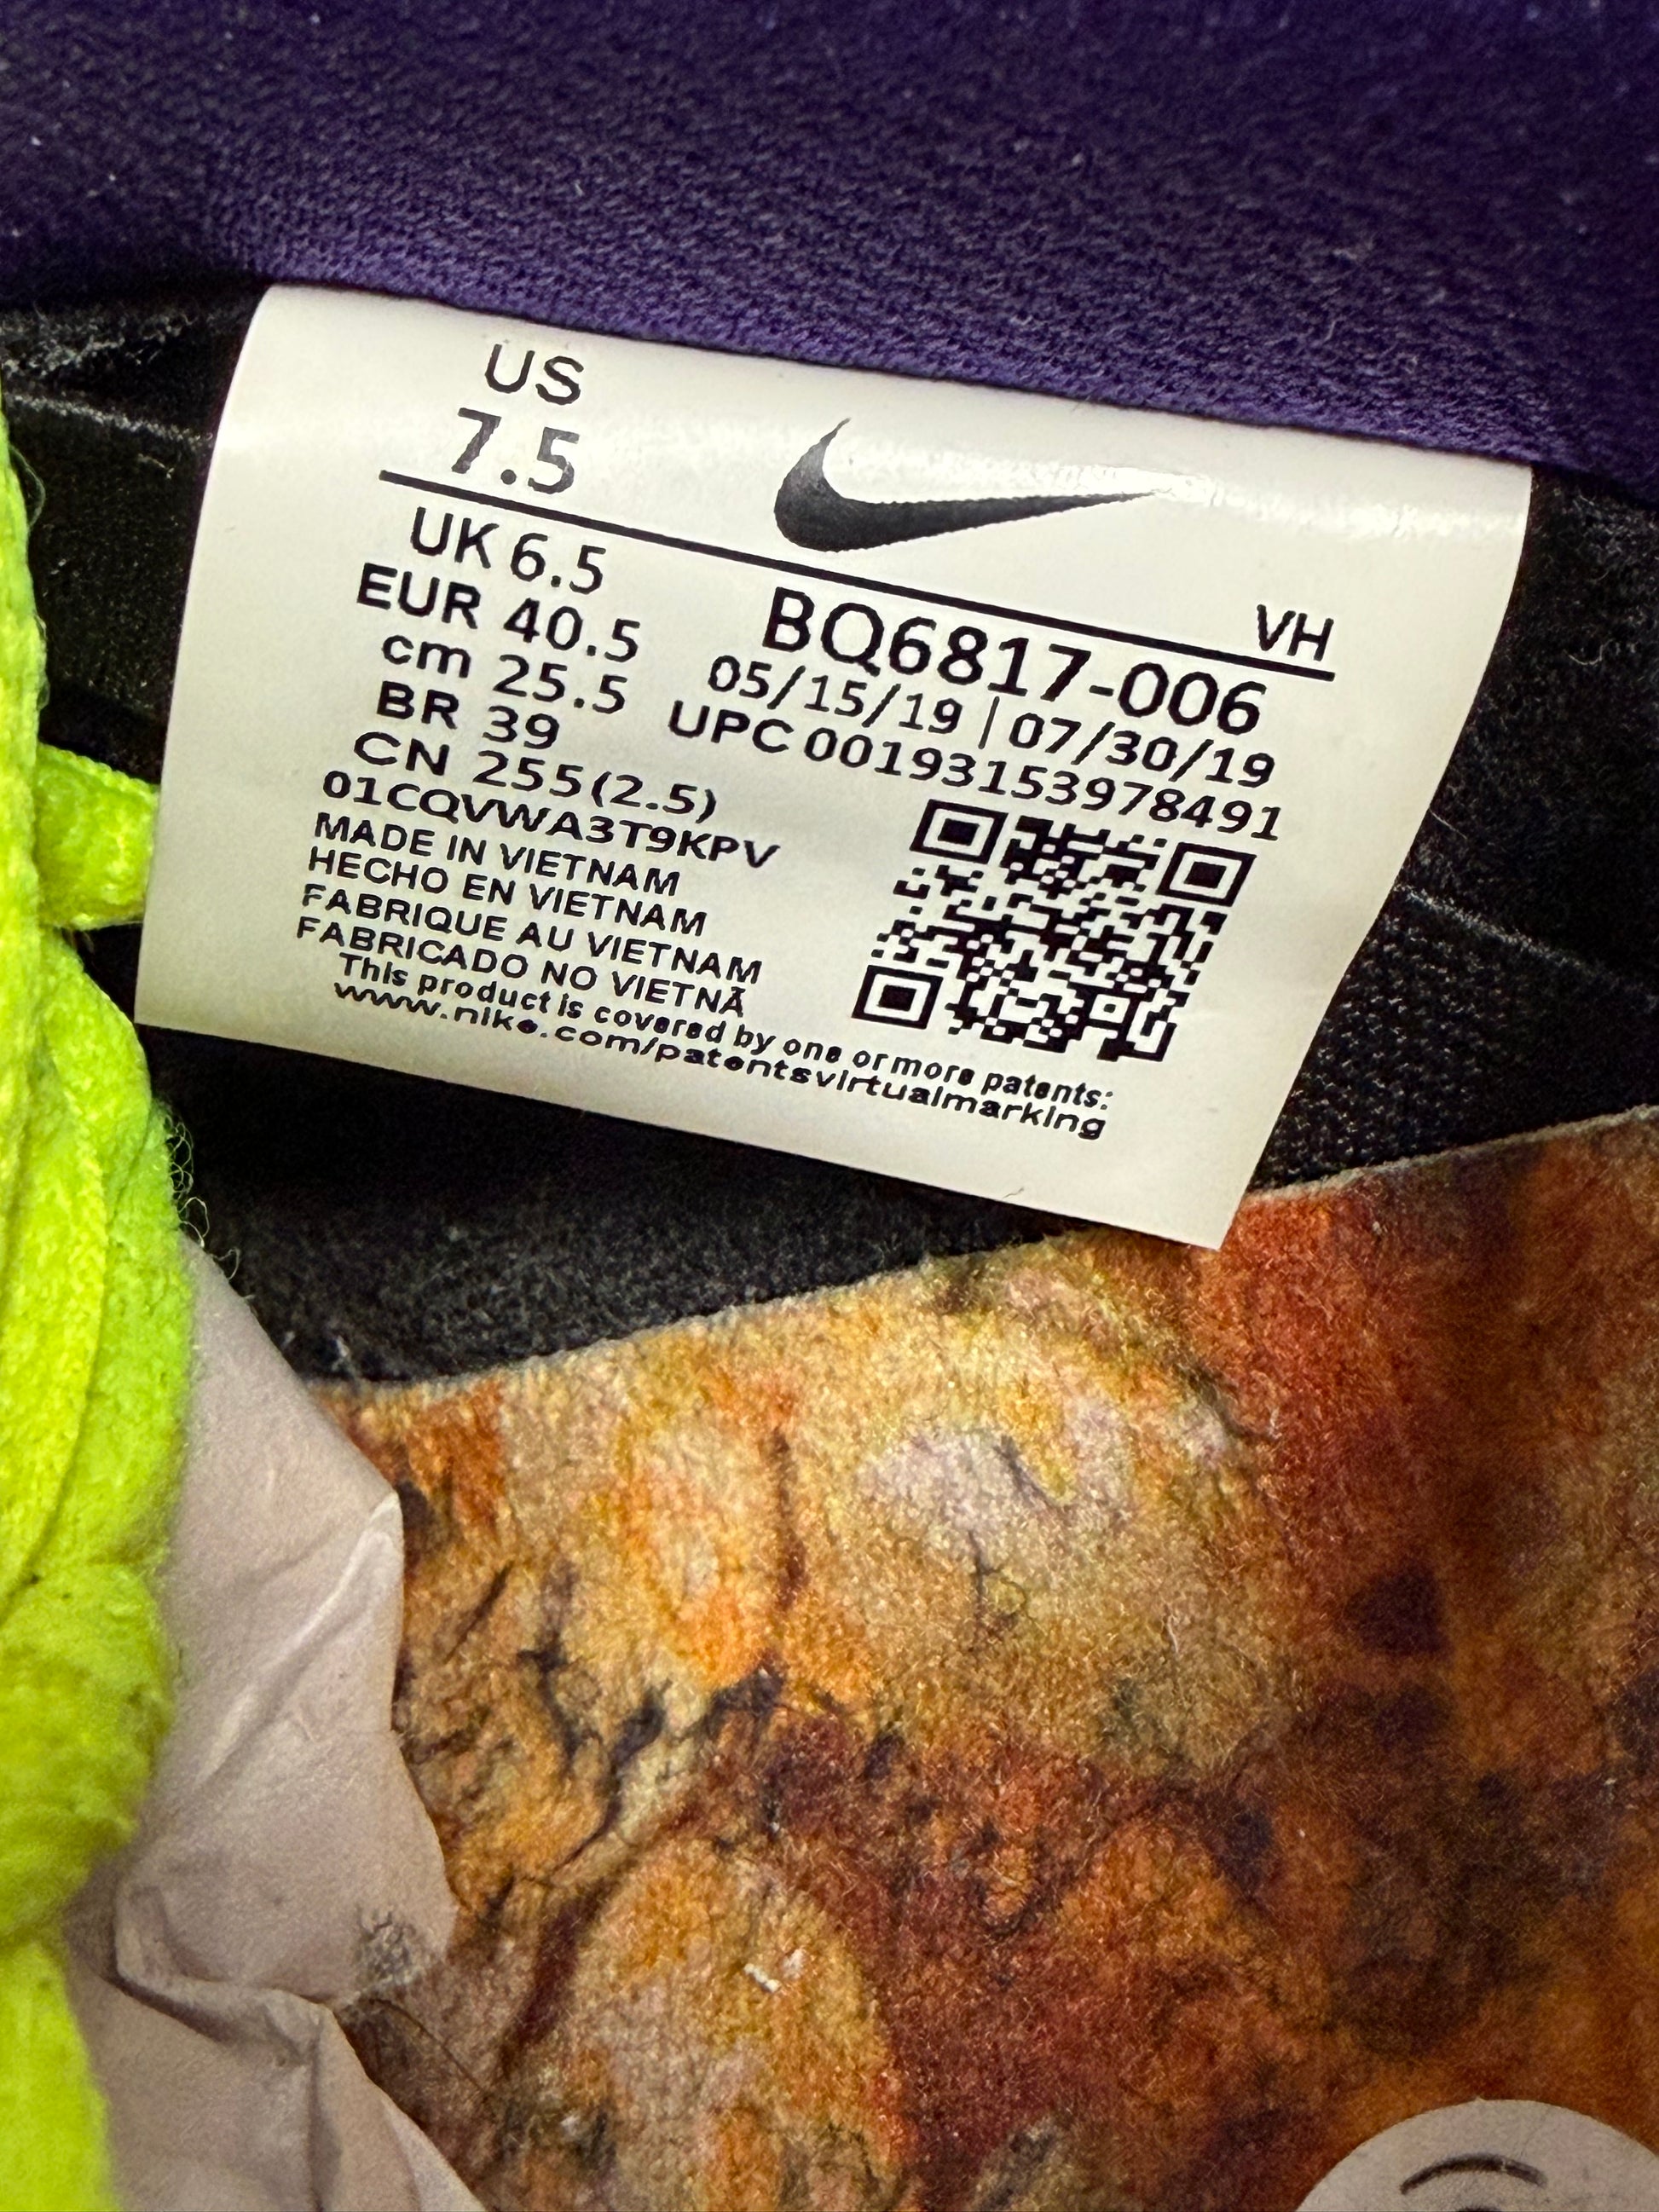 US
7.5
VH
UK 6.5
EUR 40.5
cm 25.5
BR 39
CN 255(2.5)
BQ6817-006
05/15/19 | 07/30/19
UPC 00193153978491
01CQVWA3T9KPV
MADE IN VIETNAM
HECHO EN VIETNAM
FABRIQUE AU VIETNAM
FABRICADO NO VIETNÃ
This product is covered by one or more patents:
www.nike.com/patentsvirtualmarking